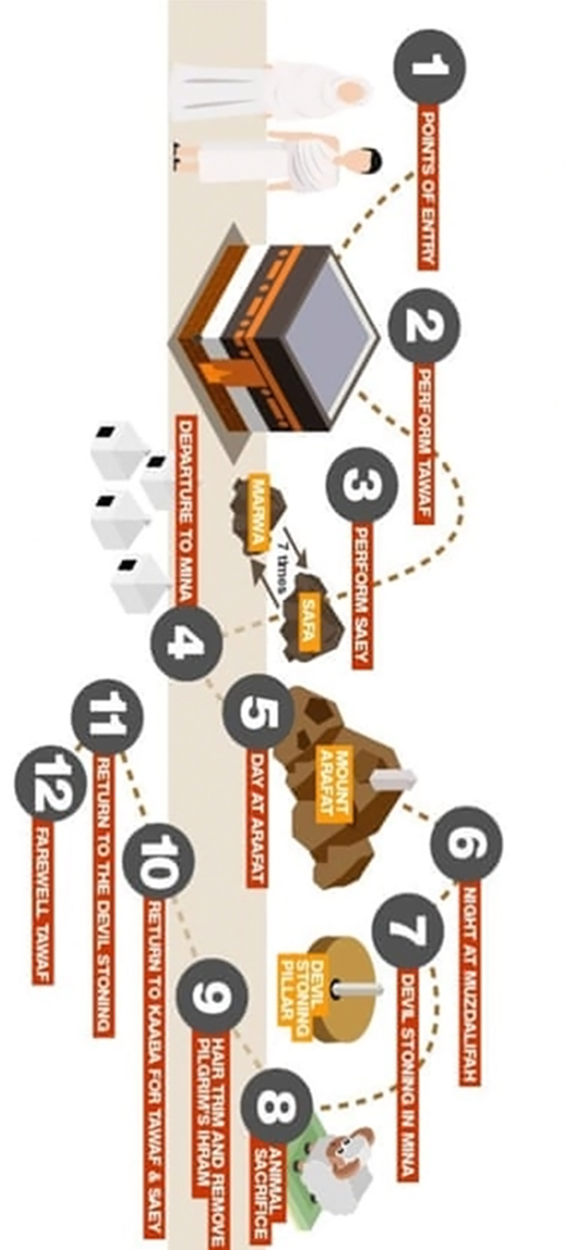 1
POINTS OF ENTRY
2
PERFORM TAWAF
3
PERFORM SAEY
MARWA
7 times
SAFA
DEPARTURE TO MINA
4
5
DAY AT ARAFAT
MOUNT
ARAFAT
6
NIGHT AT MUZDALIFAH
7
DEVIL STONING IN MINA
DEVIL
STONING
PILLAR
8
ANIMAL
SACRIFICE
9
HAIR TRIM AND REMOVE
PILGRIM'S IHRAM
10
RETURN TO KAABA FOR TAWAF & SAEY
11
RETURN TO THE DEVIL STONING
12
FAREWELL TAWAF